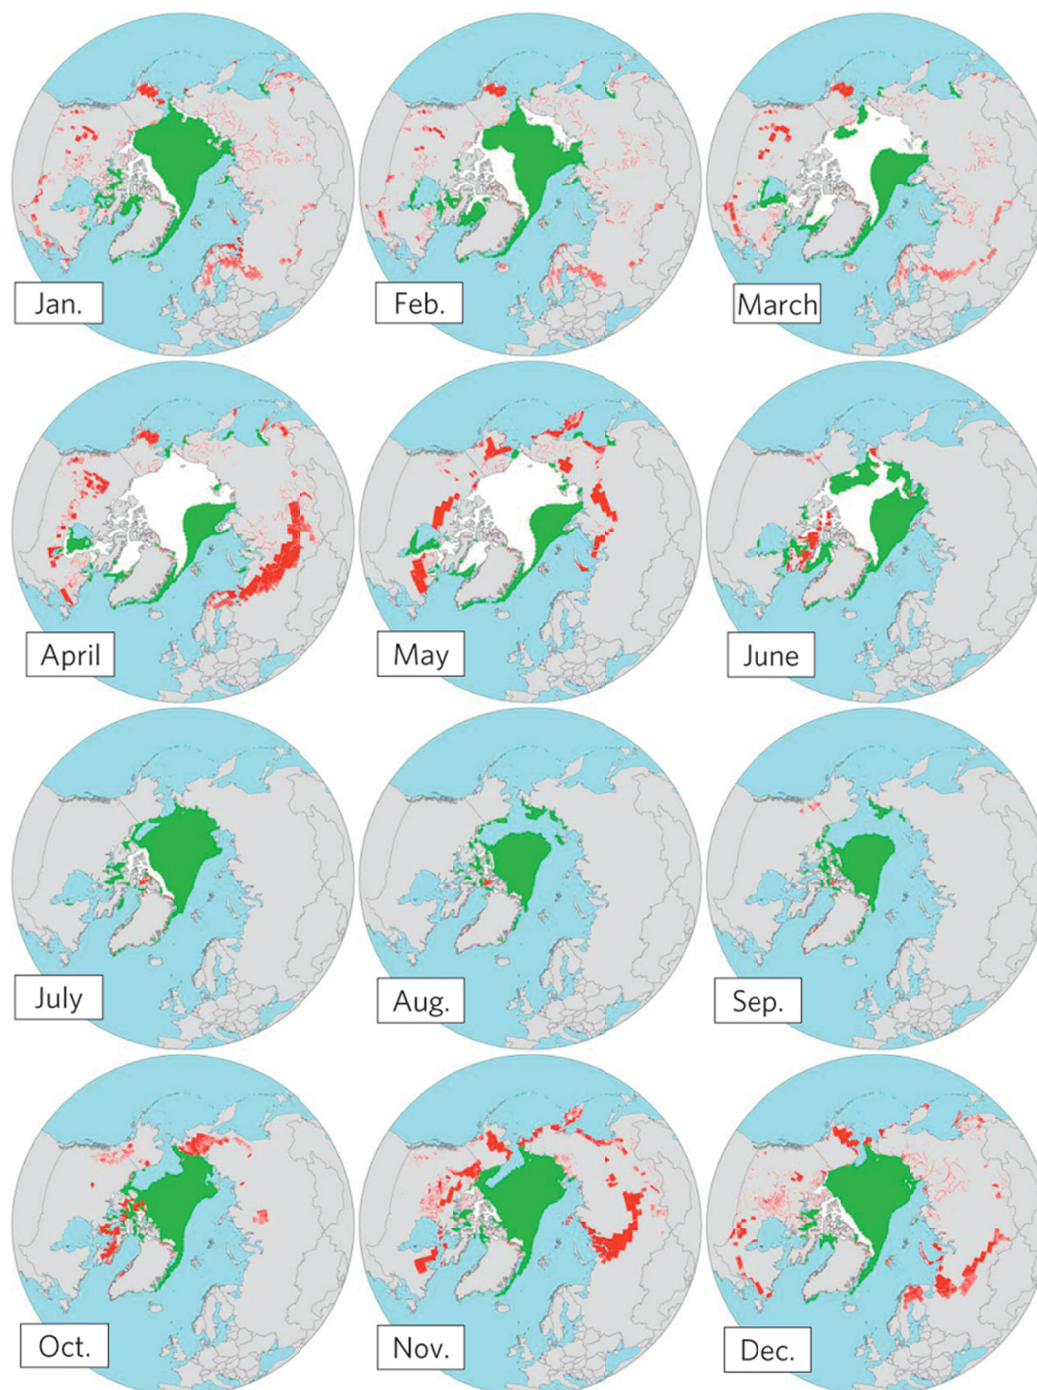 Jan.
Feb.
March
April
May
June
July
Aug.
Sep.
Oct.
Nov.
Dec.